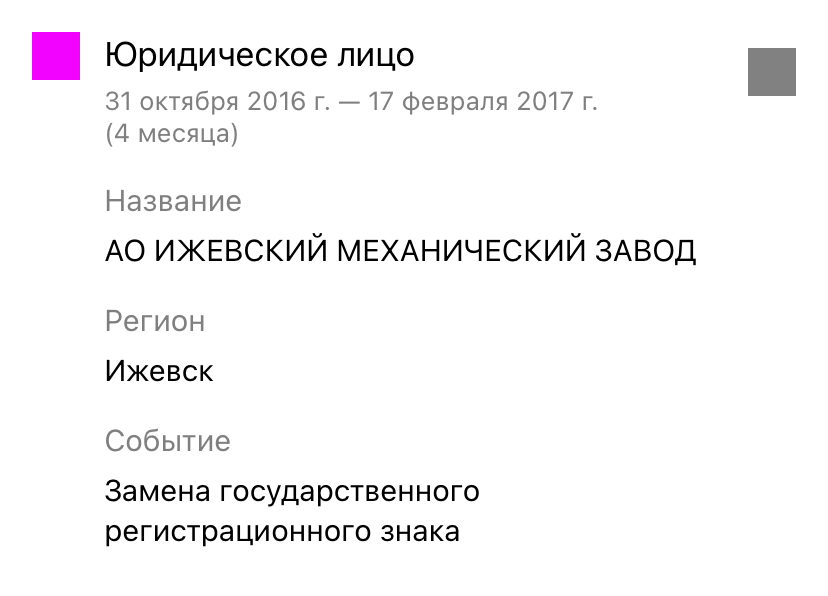 Юридическое лицо
31 октября 2016 г. — 17 февраля 2017 г.
(4 месяца)
Название
АО ИЖЕВСКИЙ МЕХАНИЧЕСКИЙ ЗАВОД
Регион
Ижевск
Событие
Замена государственного
регистрационного знака